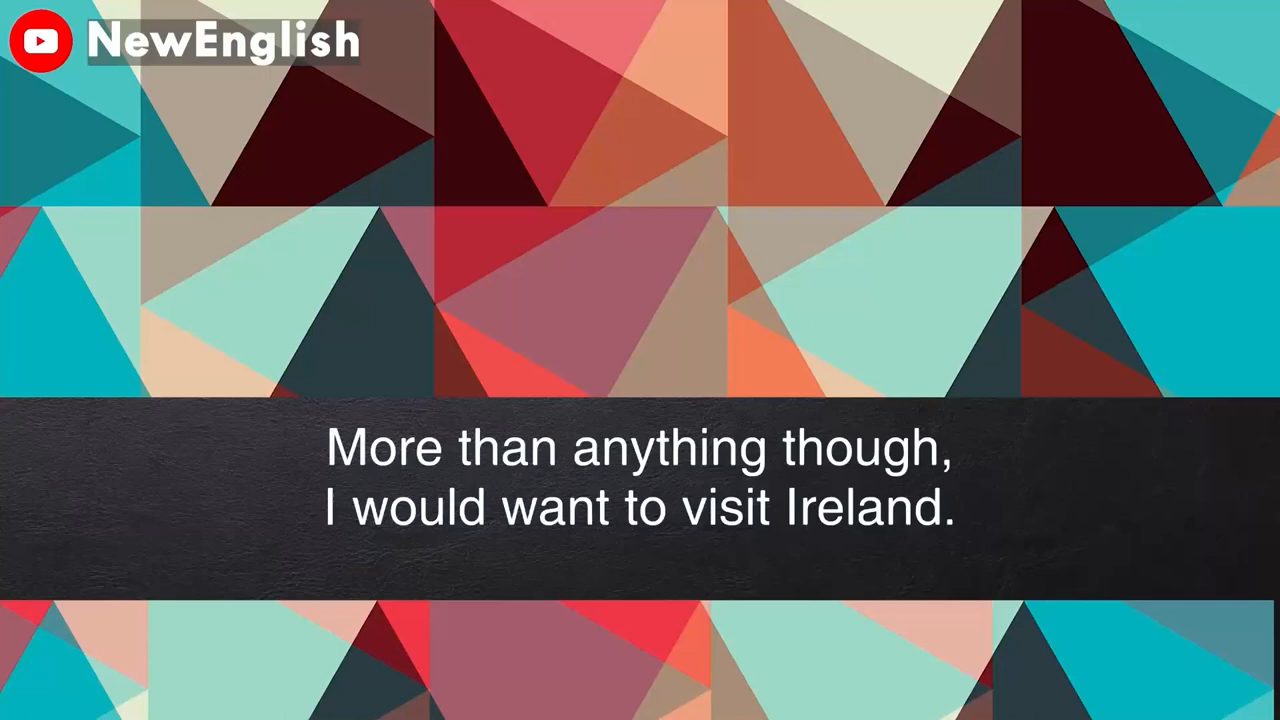 NewEnglish
More than anything though,
I would want to visit Ireland.